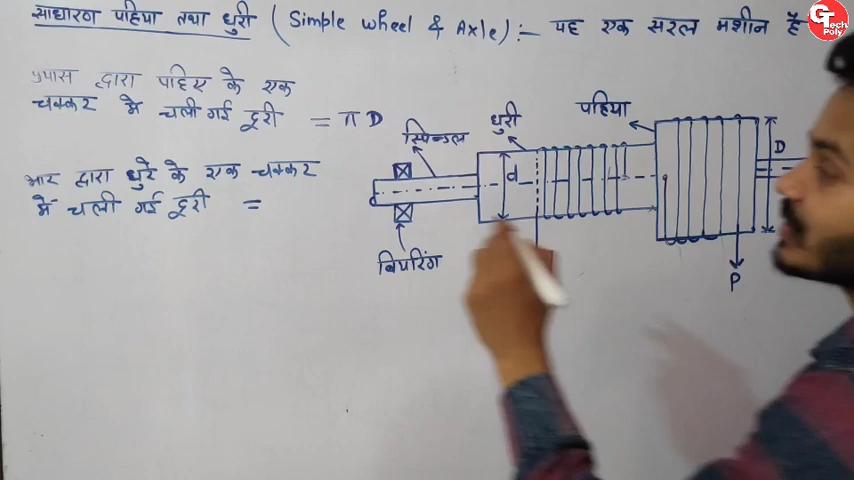 साधारण पहिया तथा धुरी ( Simple wheel & Axle ) :- यह एक सरल मशीन है
GTech Poly
प्रयास द्वारा पहिए के एक
चक्कर मे चली गई दूरी = π D
भार द्वारा धुरे के एक चक्कर
में चली गई दूरी =
स्पिन्डल
धुरी
पहिया
d
D
बियरिंग
P